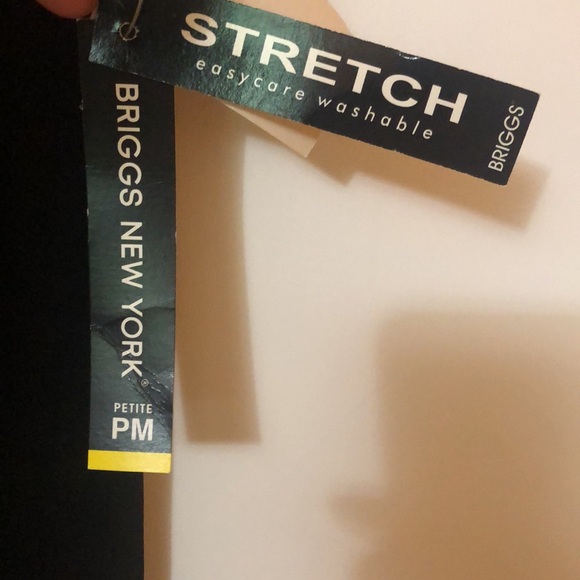 STRETCH
easycare washable
BRIGGS
BRIGGS NEW YORK®
PETITE
PM